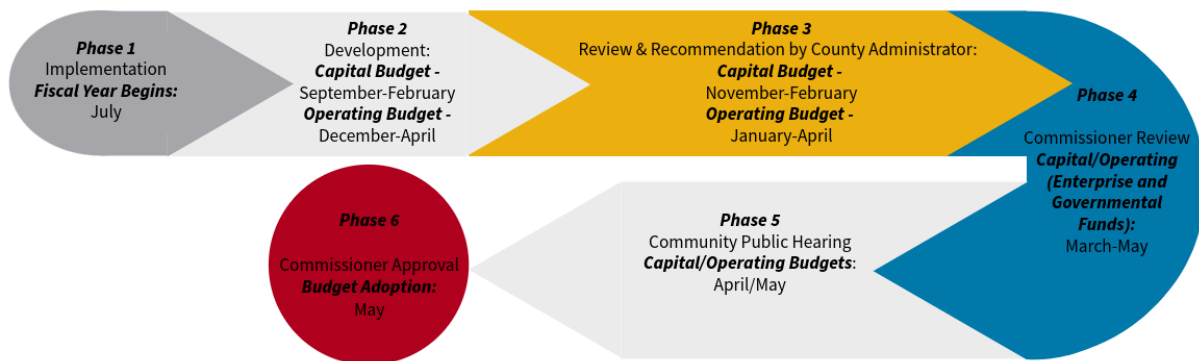 Phase 1
Implementation
Fiscal Year Begins:
July
Phase 2
Development:
Capital Budget -
September-February
Operating Budget -
December-April
Phase 3
Review & Recommendation by County Administrator:
Capital Budget -
November-February
Operating Budget -
January-April
Phase 4
Commissioner Review
Capital/Operating
(Enterprise and
Governmental
Funds):
March-May
Phase 5
Community Public Hearing
Capital/Operating Budgets:
April/May
Phase 6
Commissioner Approval
Budget Adoption:
May